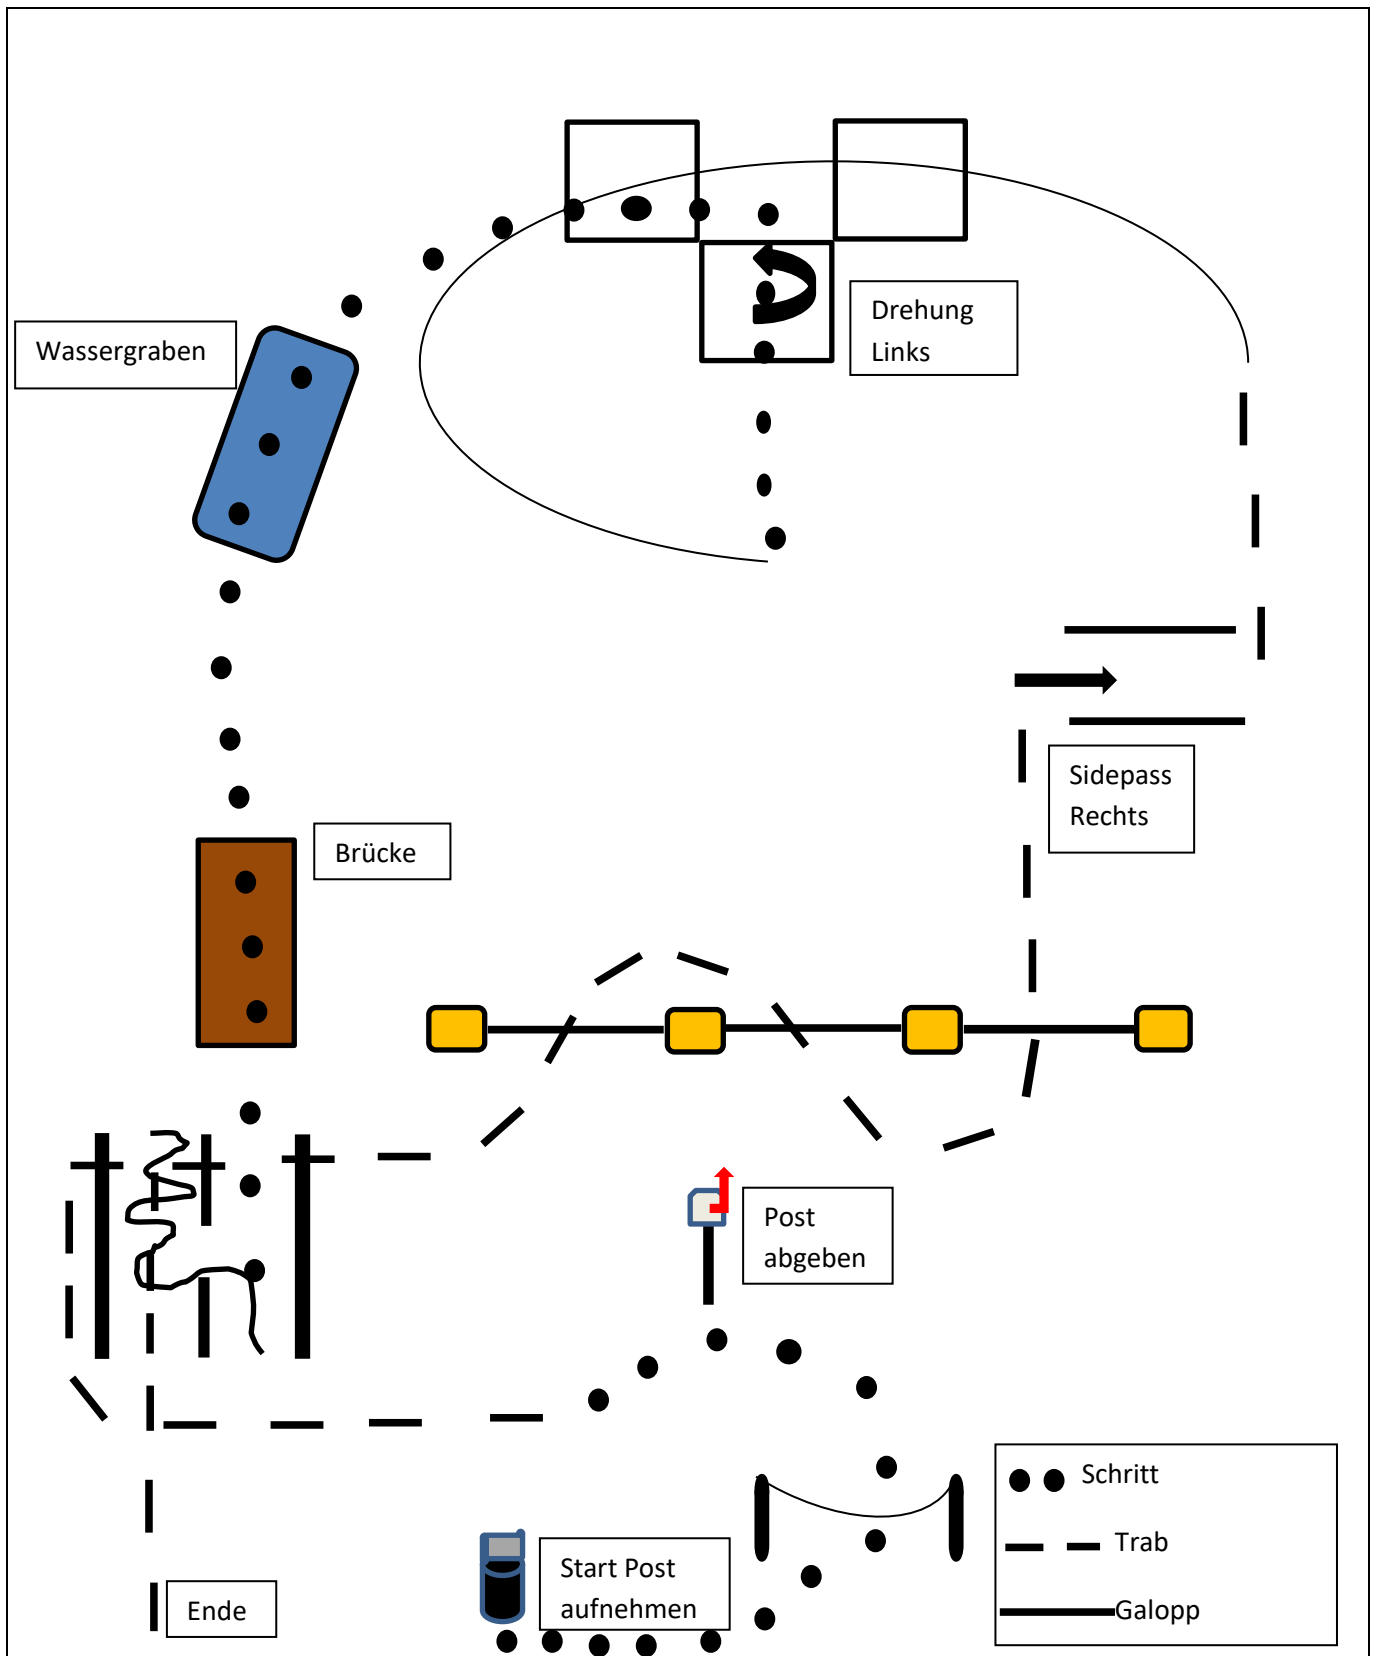 Drehung
Links
Wassergraben
Sidepass
Rechts
Brücke
Post
abgeben
Schritt
Trab
Galopp
Start Post
aufnehmen
Ende